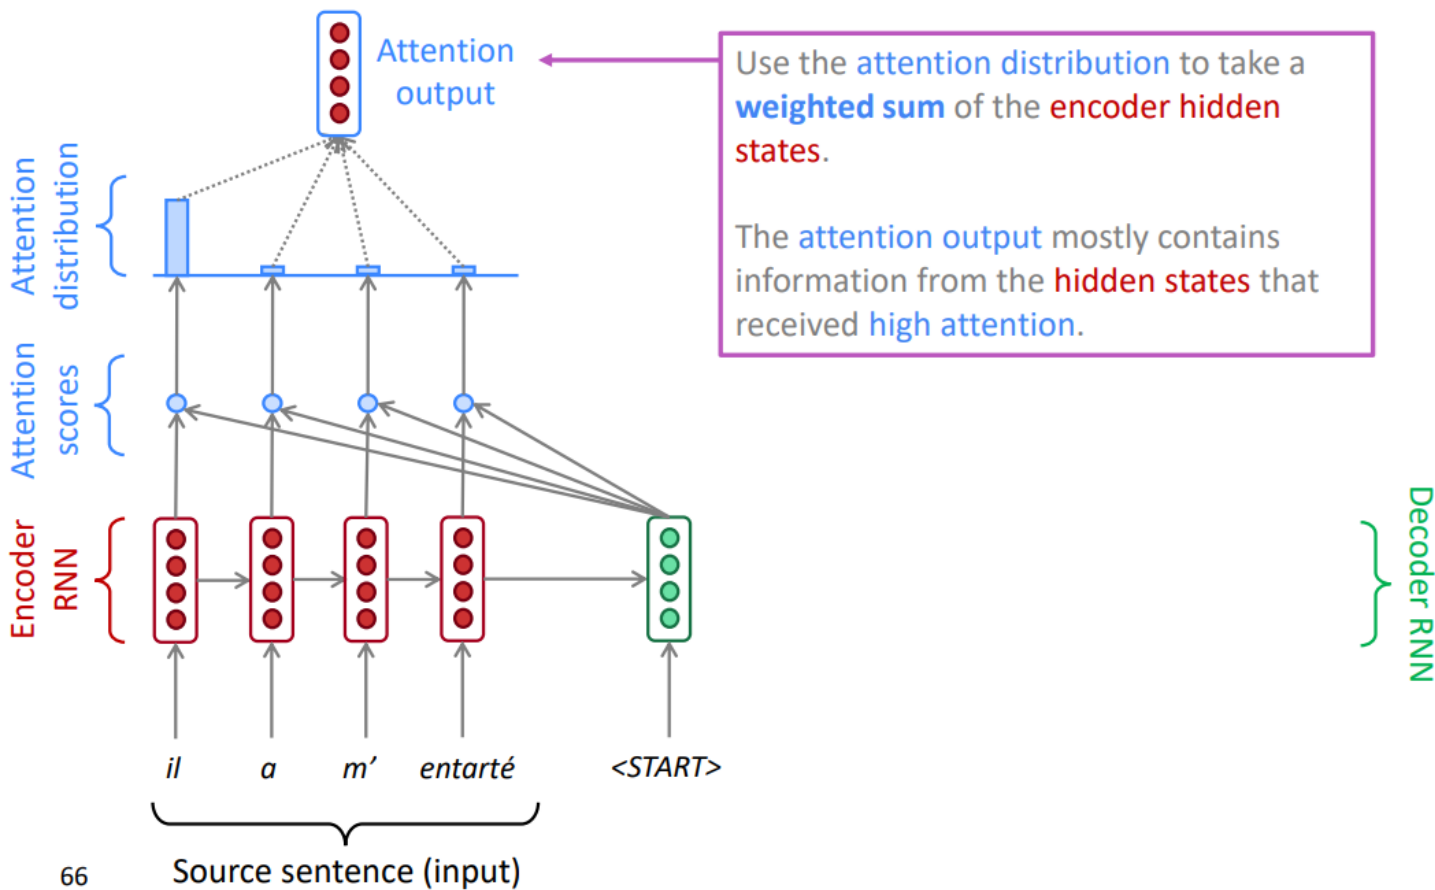 Attention
output
Use the attention distribution to take a
weighted sum of the encoder hidden
states.
The attention output mostly contains
information from the hidden states that
received high attention.
Attention
distribution
Attention
scores
Encoder
RNN
Decoder RNN
il a m’ entarté <START>
Source sentence (input)
66